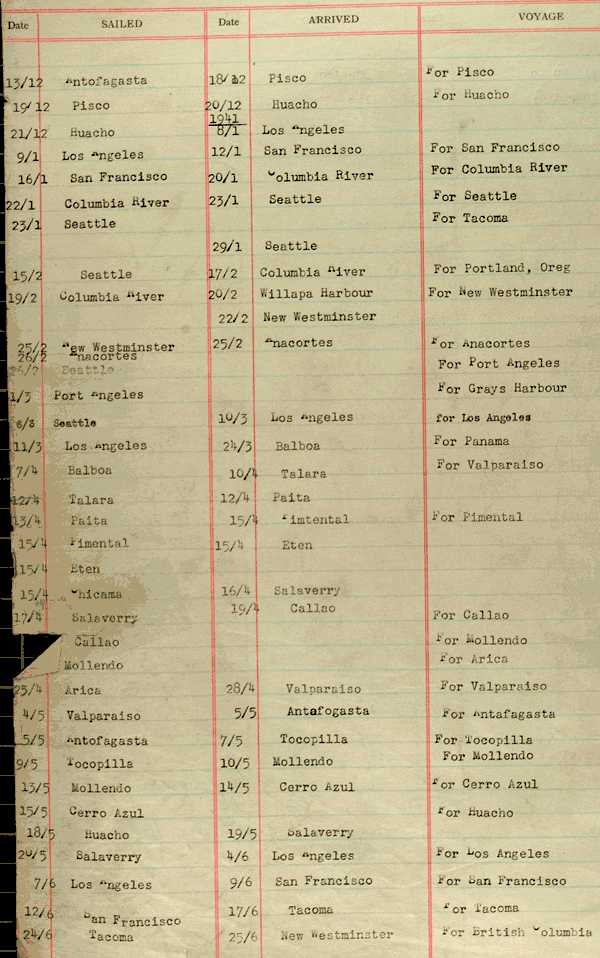 Date SAILED Date ARRIVED VOYAGE
13/12 Antofagasta 18/12 Pisco For Pisco
19/12 Pisco 20/12 Huacho For Huacho
1941
21/12 Huacho 8/1 Los Angeles
9/1 Los Angeles 12/1 San Francisco For San Francisco
16/1 San Francisco 20/1 Columbia River For Columbia River
22/1 Columbia River 23/1 Seattle For Seattle
23/1 Seattle For Tacoma
29/1 Seattle
15/2 Seattle 17/2 Columbia River For Portland, Oreg
19/2 Columbia River 20/2 Willapa Harbour For New Westminster
22/2 New Westminster
25/2 New Westminster 25/2 Anacortes For Anacortes
26/2 Anacortes For Port Angeles
26/2 Seattle
1/3 Port Angeles For Grays Harbour
6/3 Seattle 10/3 Los Angeles for Los Angeles
11/3 Los Angeles 24/3 Balboa For Panama
7/4 Balboa 10/4 Talara For Valparaiso
12/4 Talara 12/4 Paita
13/4 Paita 15/4 Pimtental For Pimental
15/4 Pimental 15/4 Eten
15/4 Eten
15/4 Chicama 16/4 Salaverry
19/4 Callao
17/4 Salaverry For Callao
Callao For Mollendo
Mollendo For Arica
25/4 Arica 28/4 Valparaiso For Valparaiso
4/5 Valparaiso 5/5 Antofogasta For Antafagasta
5/5 Antofagasta 7/5 Tocopilla For Tocopilla
9/5 Tocopilla 10/5 Mollendo For Mollendo
13/5 Mollendo 14/5 Cerro Azul For Cerro Azul
15/5 Cerro Azul For Huacho
18/5 Huacho 19/5 Salaverry
20/5 Salaverry 4/6 Los Angeles For Los Angeles
7/6 Los Angeles 9/6 San Francisco For San Francisco
12/6 San Francisco 17/6 Tacoma For Tacoma
24/6 Tacoma 25/6 New Westminster For British Columbia